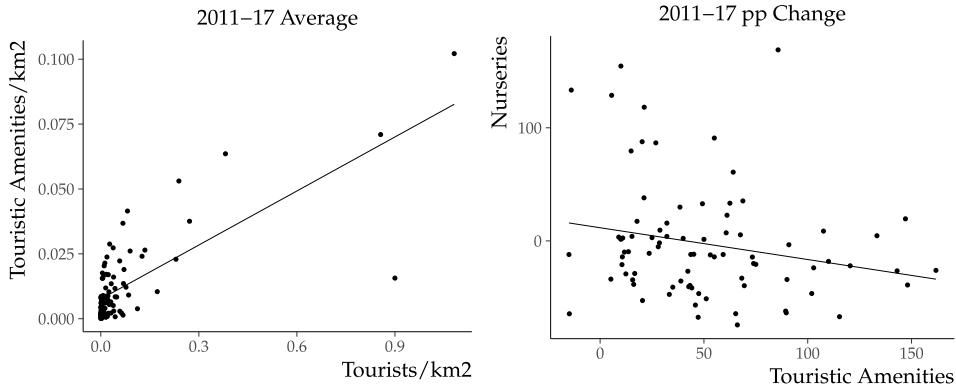 2011–17 Average
Touristic Amenities/km2
0.100
0.075
0.050
0.025
0.000
0.0
0.3
0.6
0.9
Tourists/km2
2011–17 pp Change
Nurseries
100
0
0
50
100
150
Touristic Amenities